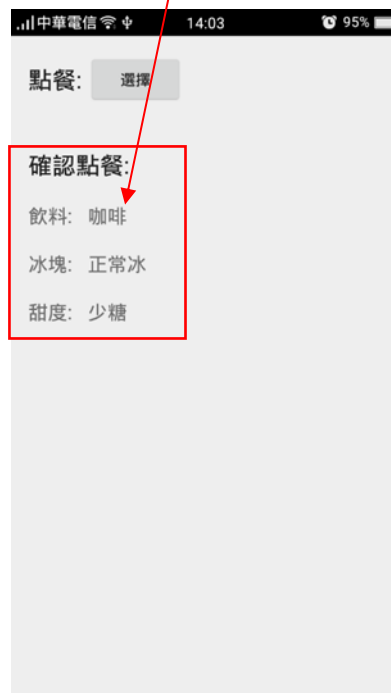 中華電信 14:03 95%
點餐: 選擇
確認點餐:
飲料: 咖啡
冰塊: 正常冰
甜度: 少糖